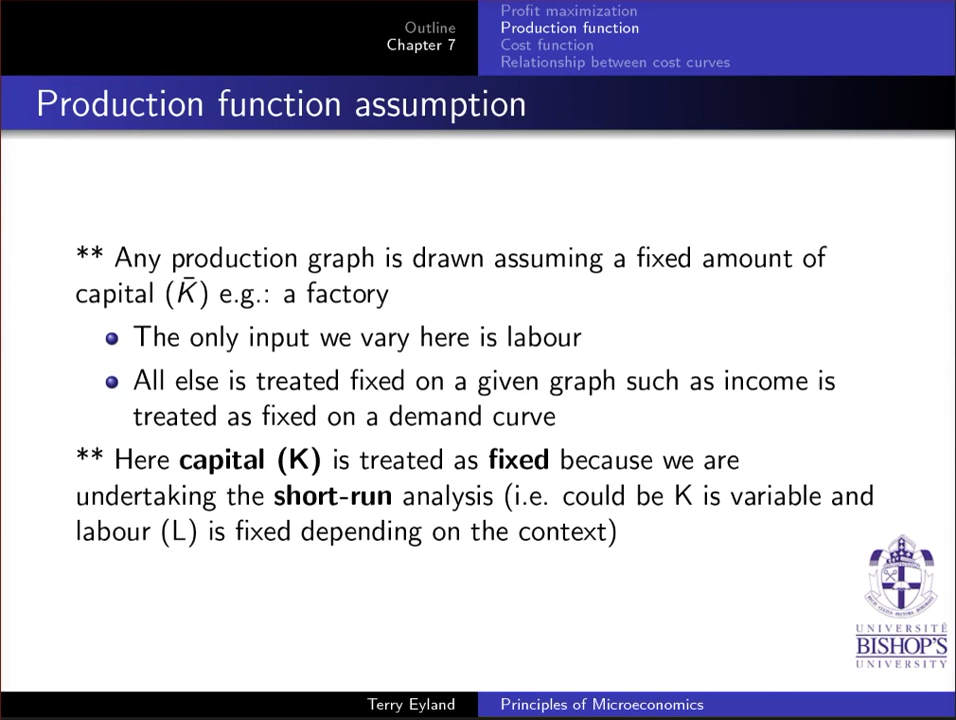 Outline
Chapter 7
Profit maximization
Production function
Cost function
Relationship between cost curves
Production function assumption
** Any production graph is drawn assuming a fixed amount of
capital (K̄) e.g.: a factory
The only input we vary here is labour
All else is treated fixed on a given graph such as income is
treated as fixed on a demand curve
** Here capital (K) is treated as fixed because we are
undertaking the short-run analysis (i.e. could be K is variable and
labour (L) is fixed depending on the context)
UNIVERSITÉ
BISHOP'S
UNIVERSITY
Terry Eyland
Principles of Microeconomics